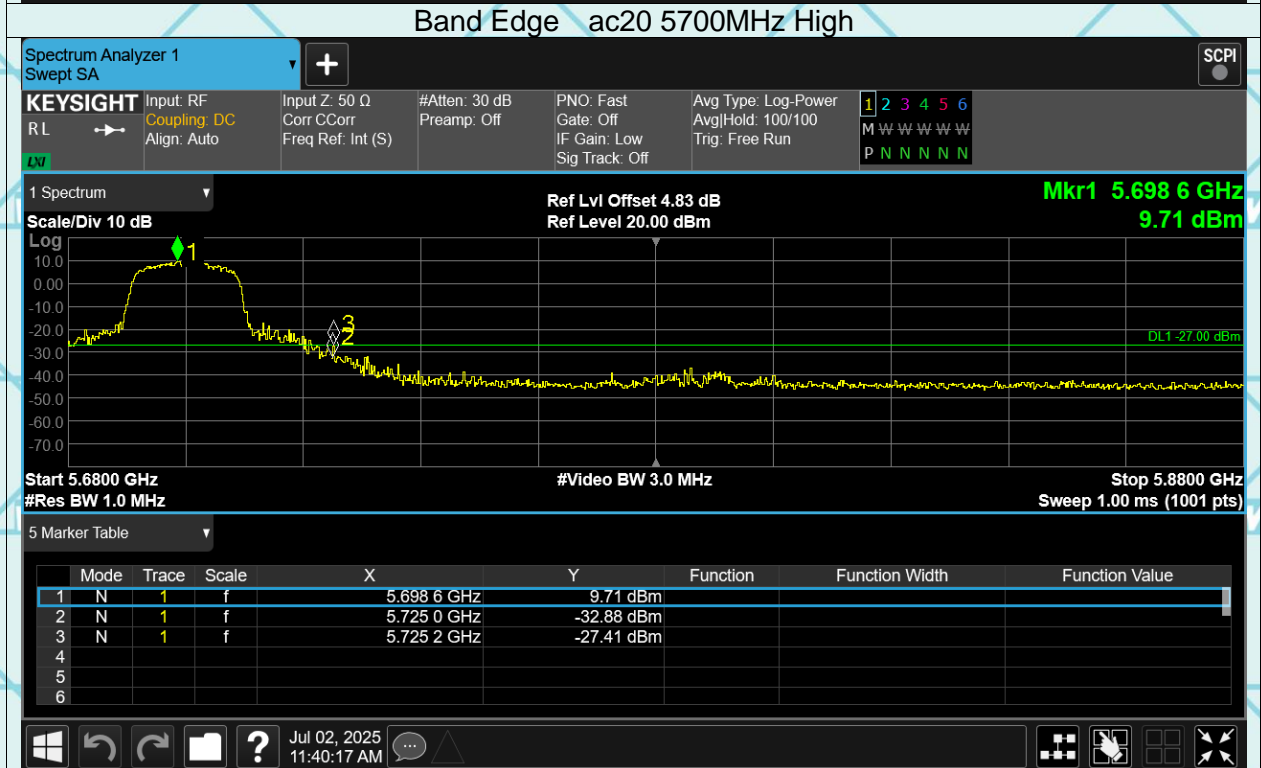 Band Edge ac20 5700MHz High
Spectrum Analyzer 1
Swept SA
+
SCPI
KEYSIGHT Input: RF Input Z: 50 Ω #Atten: 30 dB PNO: Fast Avg Type: Log-Power 1 2 3 4 5 6
RL Coupling: DC Corr CCorr Preamp: Off Gate: Off Avg|Hold: 100/100 M W W W W W
Align: Auto Freq Ref: Int (S) IF Gain: Low Trig: Free Run P N N N N N
LXI Sig Track: Off
1 Spectrum Ref Lvl Offset 4.83 dB Mkr1 5.698 6 GHz
Scale/Div 10 dB Ref Level 20.00 dBm 9.71 dBm
Log
1
10.0
0.00
-10.0
-20.0
3
2
DL1 -27.00 dBm
-30.0
-40.0
-50.0
-60.0
-70.0
Start 5.6800 GHz #Video BW 3.0 MHz Stop 5.8800 GHz
#Res BW 1.0 MHz Sweep 1.00 ms (1001 pts)
5 Marker Table
Mode Trace Scale X Y Function Function Width Function Value
1 N 1 f 5.698 6 GHz 9.71 dBm
2 N 1 f 5.725 0 GHz -32.88 dBm
3 N 1 f 5.725 2 GHz -27.41 dBm
4
5
6
? Jul 02, 2025
11:40:17 AM